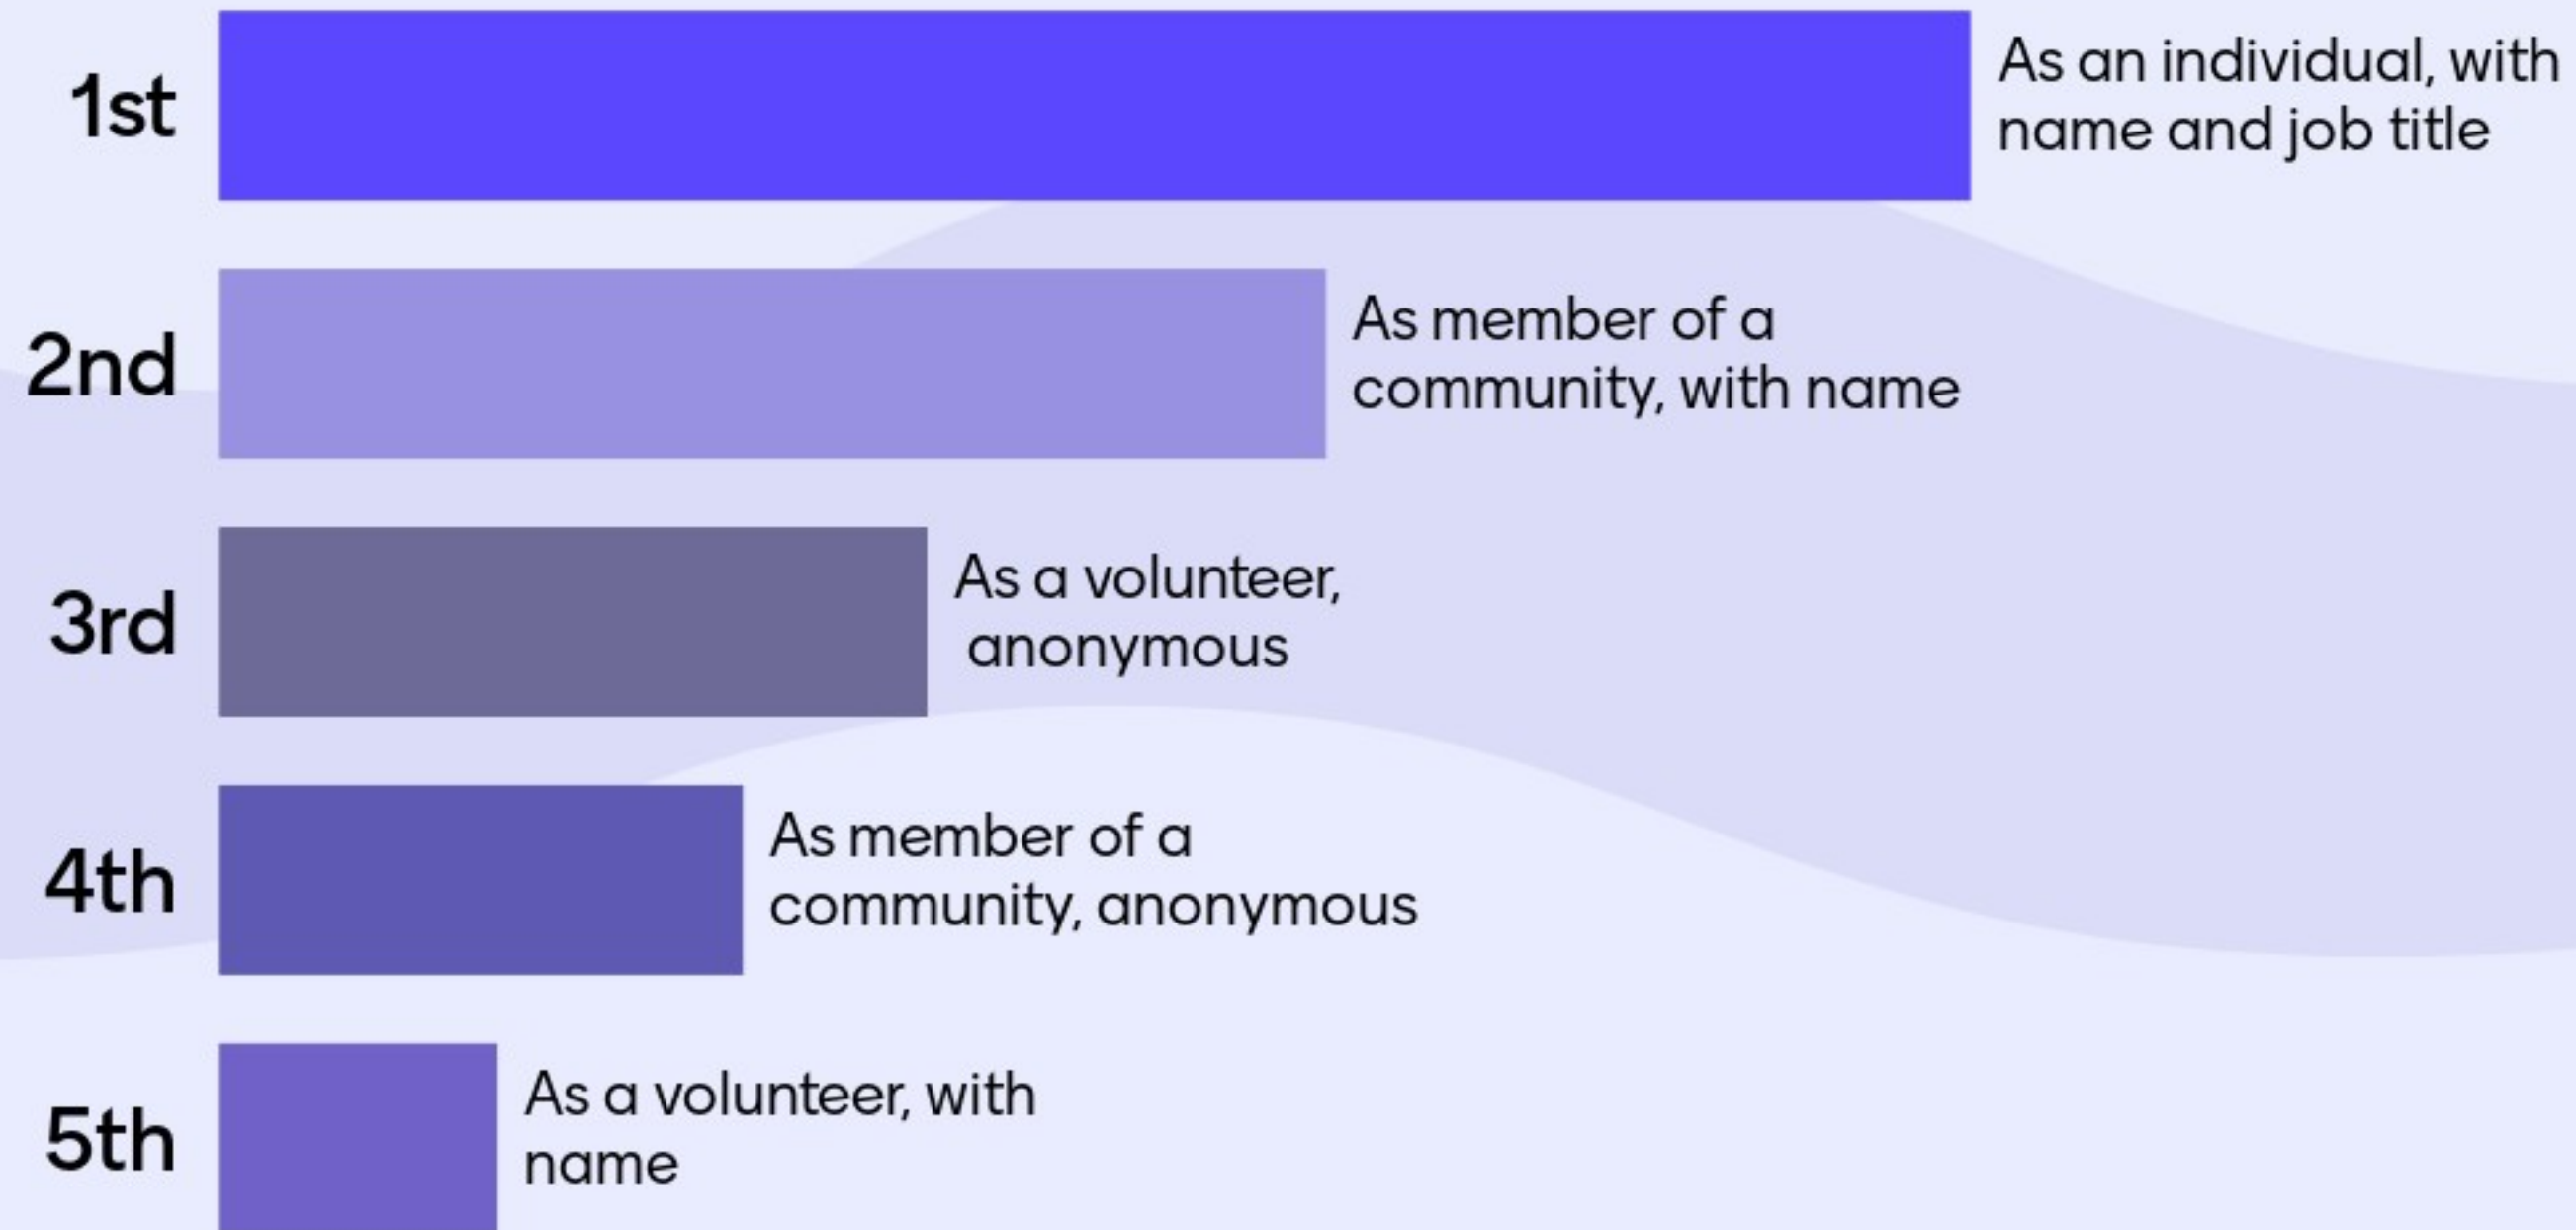 1st
As an individual, with
name and job title
2nd
As member of a
community, with name
3rd
As a volunteer,
anonymous
4th
As member of a
community, anonymous
5th
As a volunteer, with
name